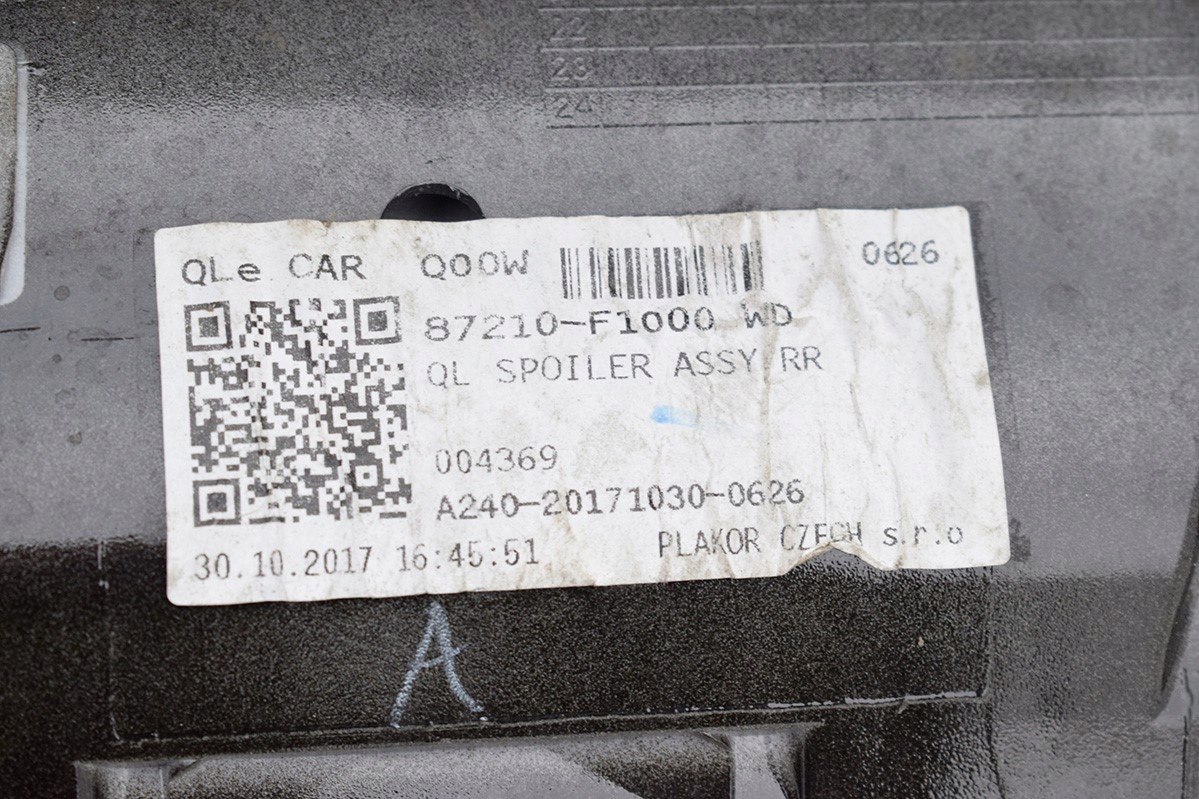 22
23
24
QLe CAR Q00W 0626
87210-F1000 WD
QL SPOILER ASSY RR
004369
A240-20171030-0626
30.10.2017 16:45:51 PLAKOR CZECH s.r.o
A